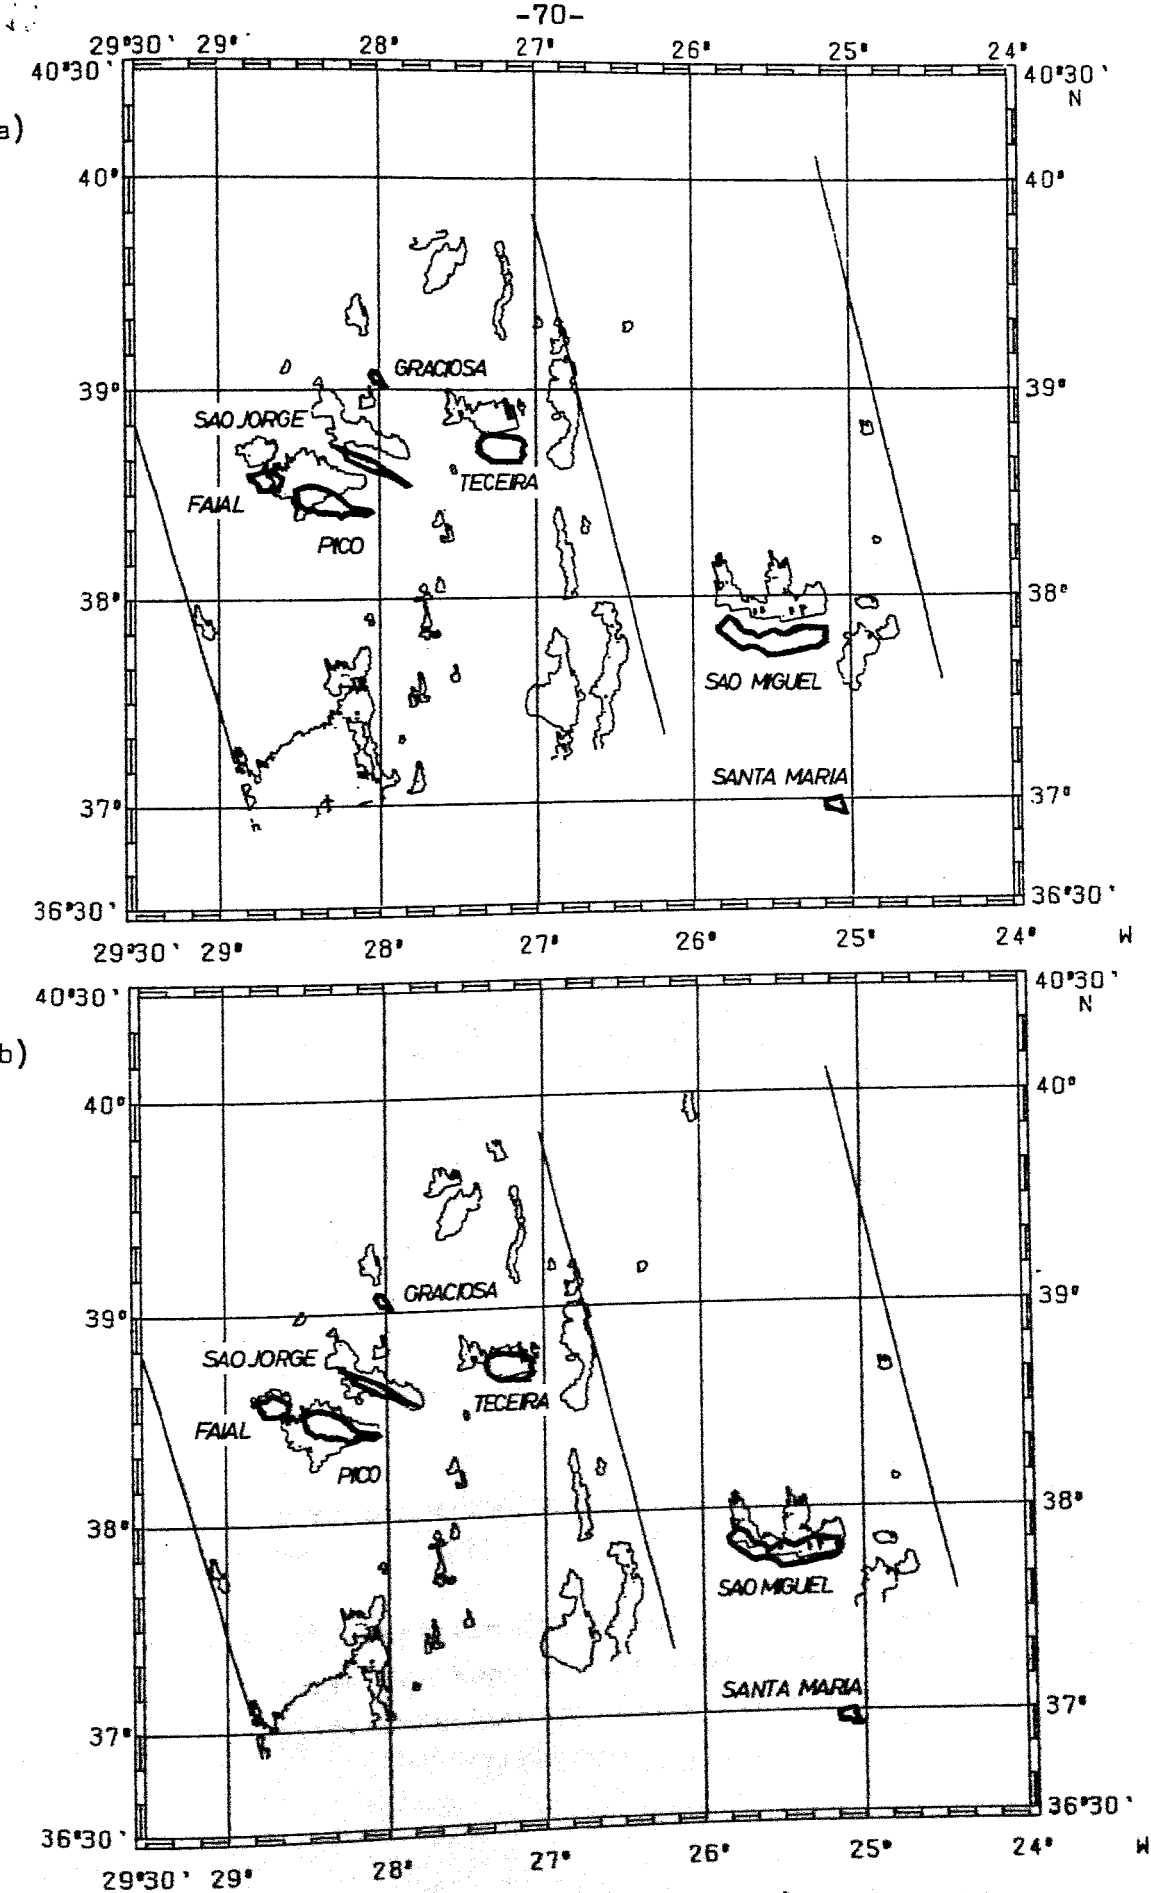 -70-
29°30' 29° 28° 27° 26° 25° 24°
40°30' 40°30'
N
a)
40° 40°
GRACIOSA
39° 39°
SAO JORGE
TECEIRA
FAIAL
PICO
38° 38°
SAO MIGUEL
SANTA MARIA
37° 37°
36°30' 36°30'
29°30' 29° 28° 27° 26° 25° 24° W
40°30' 40°30'
N
b)
40° 40°
GRACIOSA
39° 39°
SAO JORGE
TECEIRA
FAIAL
PICO
38° 38°
SAO MIGUEL
SANTA MARIA
37° 37°
36°30' 36°30'
29°30' 29° 28° 27° 26° 25° 24° W